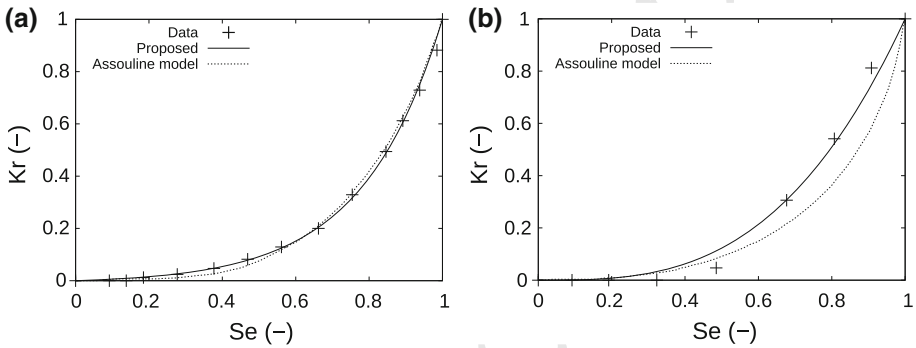 (a)
Data
Proposed
Assouline model
1
0.8
0.6
0.4
0.2
0
Kr (−)
0 0.2 0.4 0.6 0.8 1
Se (−)
(b)
Data
Proposed
Assouline model
1
0.8
0.6
0.4
0.2
0
Kr (−)
0 0.2 0.4 0.6 0.8 1
Se (−)